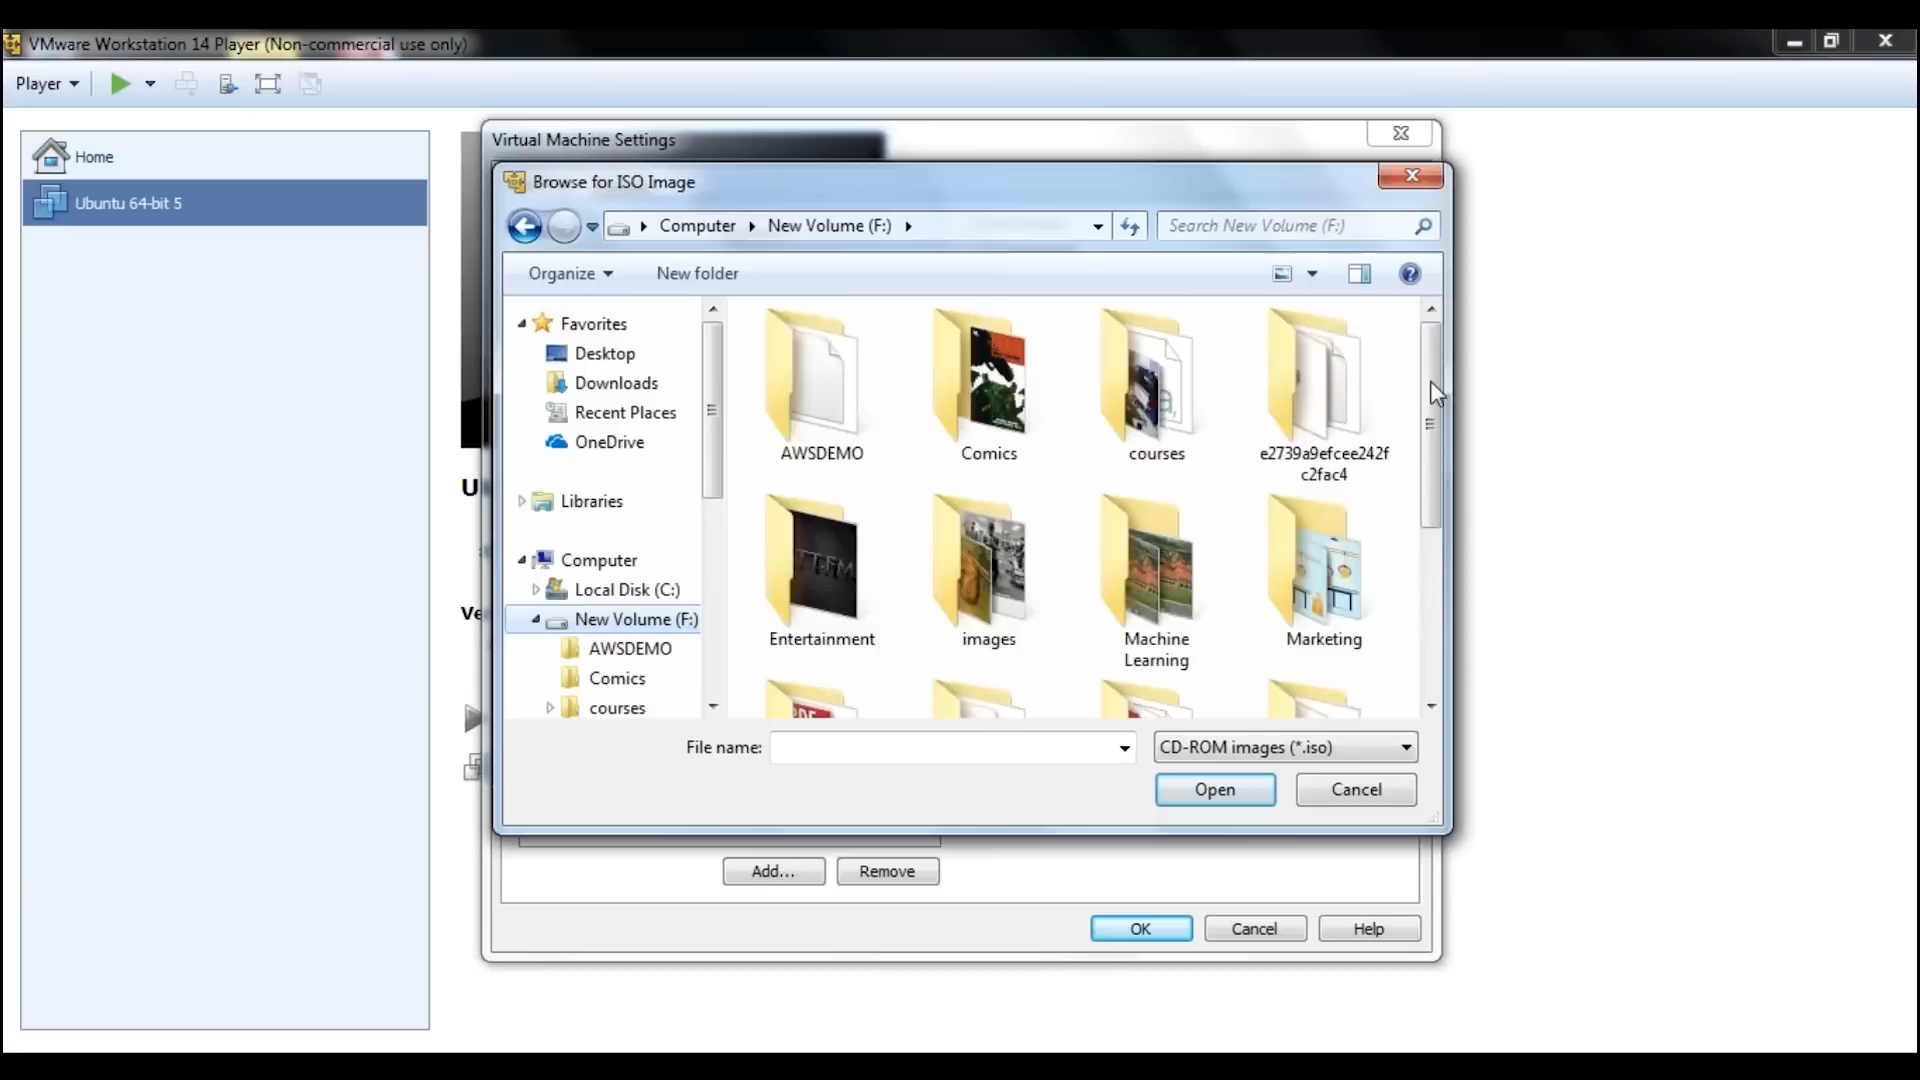 VMware Workstation 14 Player (Non-commercial use only)
Player
Home
Ubuntu 64-bit 5
Virtual Machine Settings
Browse for ISO Image
Computer
New Volume (F:)
Search New Volume (F:)
Organize
New folder
Favorites
Desktop
Downloads
Recent Places
OneDrive
Libraries
Computer
Local Disk (C:)
New Volume (F:)
AWSDEMO
Comics
courses
AWSDEMO
Comics
courses
e2739a9efcee242f
c2fac4
Entertainment
images
Machine
Learning
Marketing
PDF
U
Ve
File name:
CD-ROM images (*.iso)
Open
Cancel
Add...
Remove
OK
Cancel
Help